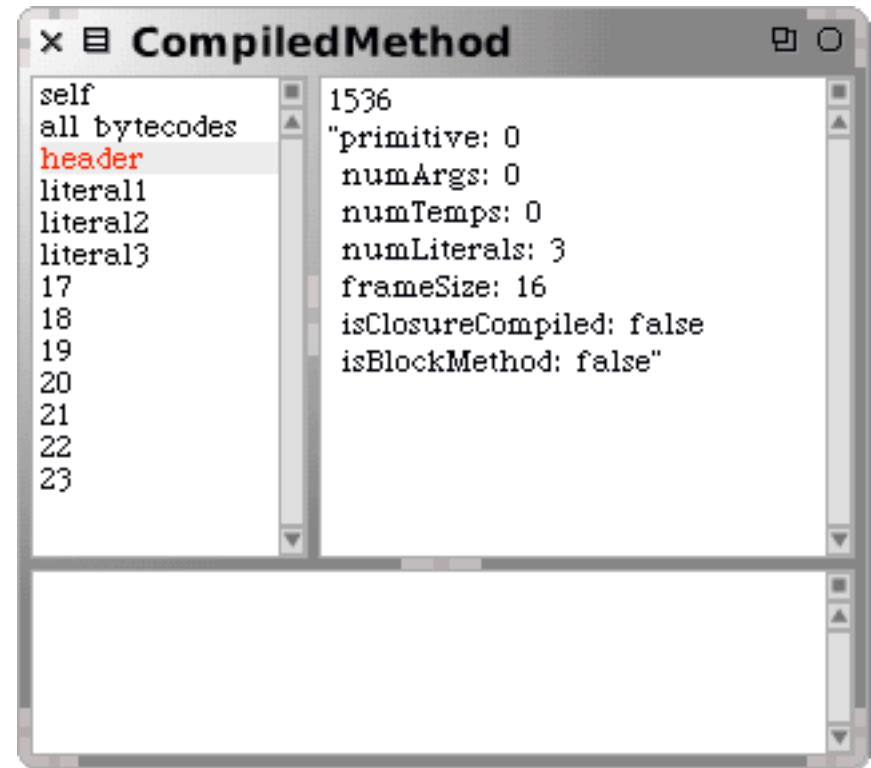 CompiledMethod
self
all bytecodes
header
literal1
literal2
literal3
17
18
19
20
21
22
23
1536
"primitive: 0
numArgs: 0
numTemps: 0
numLiterals: 3
frameSize: 16
isClosureCompiled: false
isBlockMethod: false"